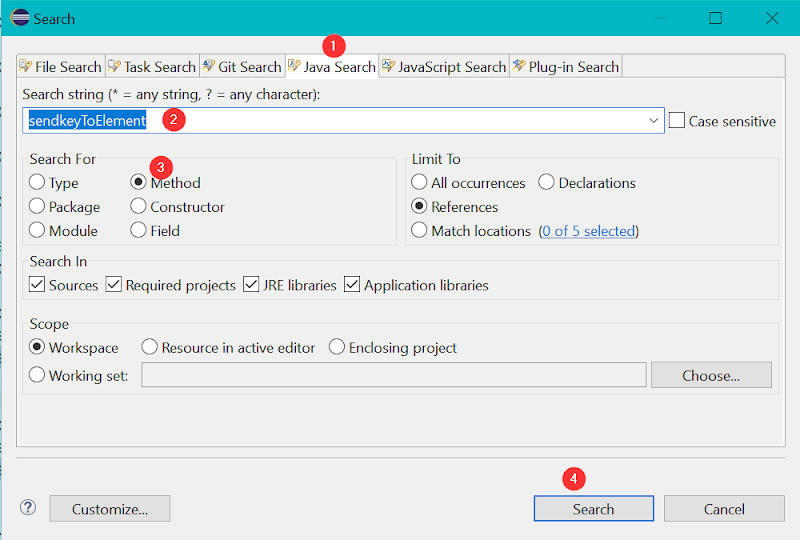 Search
1
File Search Task Search Git Search Java Search JavaScript Search Plug-in Search
Search string (* = any string, ? = any character):
sendkeyToElement 2 Case sensitive
Search For
3
Type Method
Package Constructor
Module Field
Limit To
All occurrences Declarations
References
Match locations (0 of 5 selected)
Search In
Sources Required projects JRE libraries Application libraries
Scope
Workspace Resource in active editor Enclosing project
Working set: Choose...
4
? Customize... Search Cancel